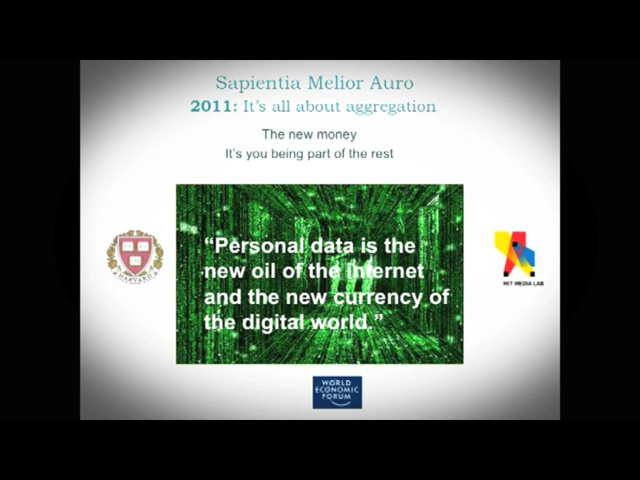 Sapientia Melior Auro
2011: It's all about aggregation
The new money
It's you being part of the rest
“Personal data is the
new oil of the internet
and the new currency of
the digital world.”
HARVARD
MIT MEDIA LAB
WORLD
ECONOMIC
FORUM